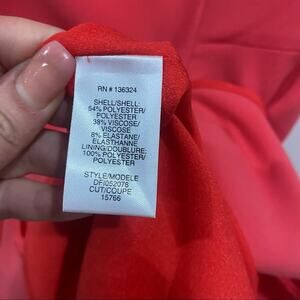 RN # 136324
SHELL/SHELL:
54% POLYESTER/
POLYESTER
38% VISCOSE/
VISCOSE
8% ELASTANE/
ELASTHANNE
LINING/DOUBLURE:
100% POLYESTER/
POLYESTER
STYLE/MODELE
DFI052078
CUT/COUPE
15766